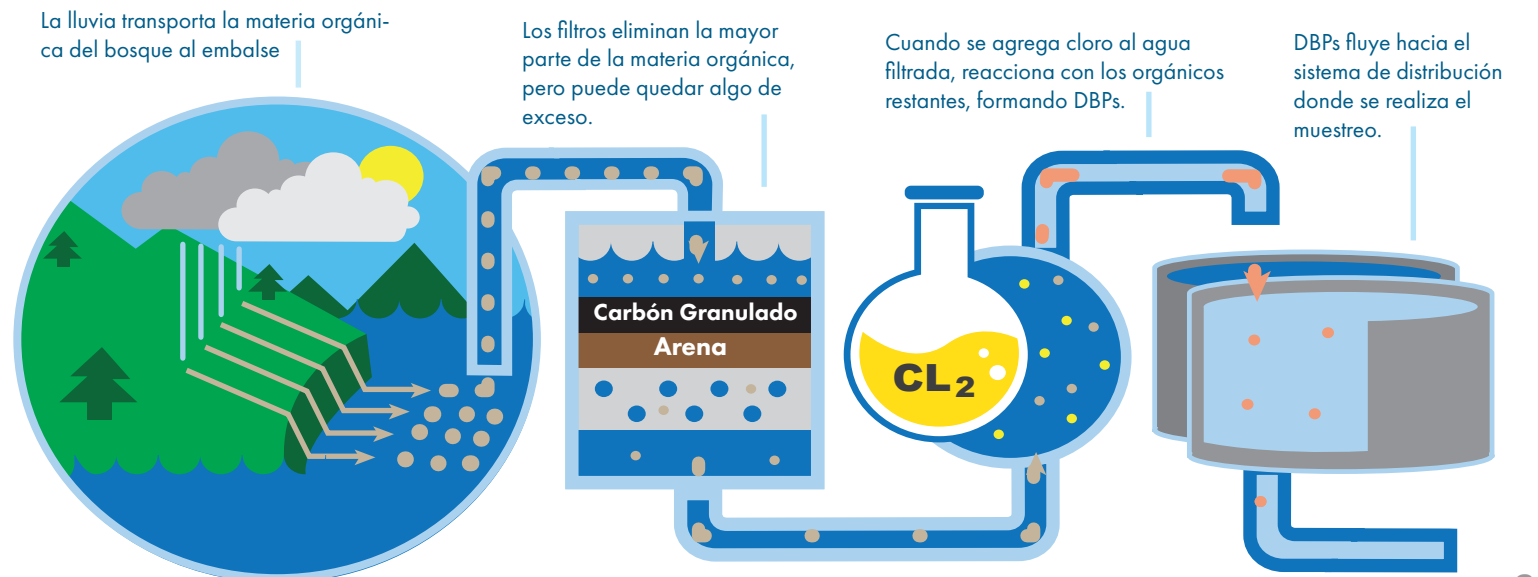 La lluvia transporta la materia orgáni-
ca del bosque al embalse
Los filtros eliminan la mayor
parte de la materia orgánica,
pero puede quedar algo de
exceso.
Cuando se agrega cloro al agua
filtrada, reacciona con los orgánicos
restantes, formando DBPs.
DBPs fluye hacia el
sistema de distribución
donde se realiza el
muestreo.
Carbón Granulado
Arena
CL2